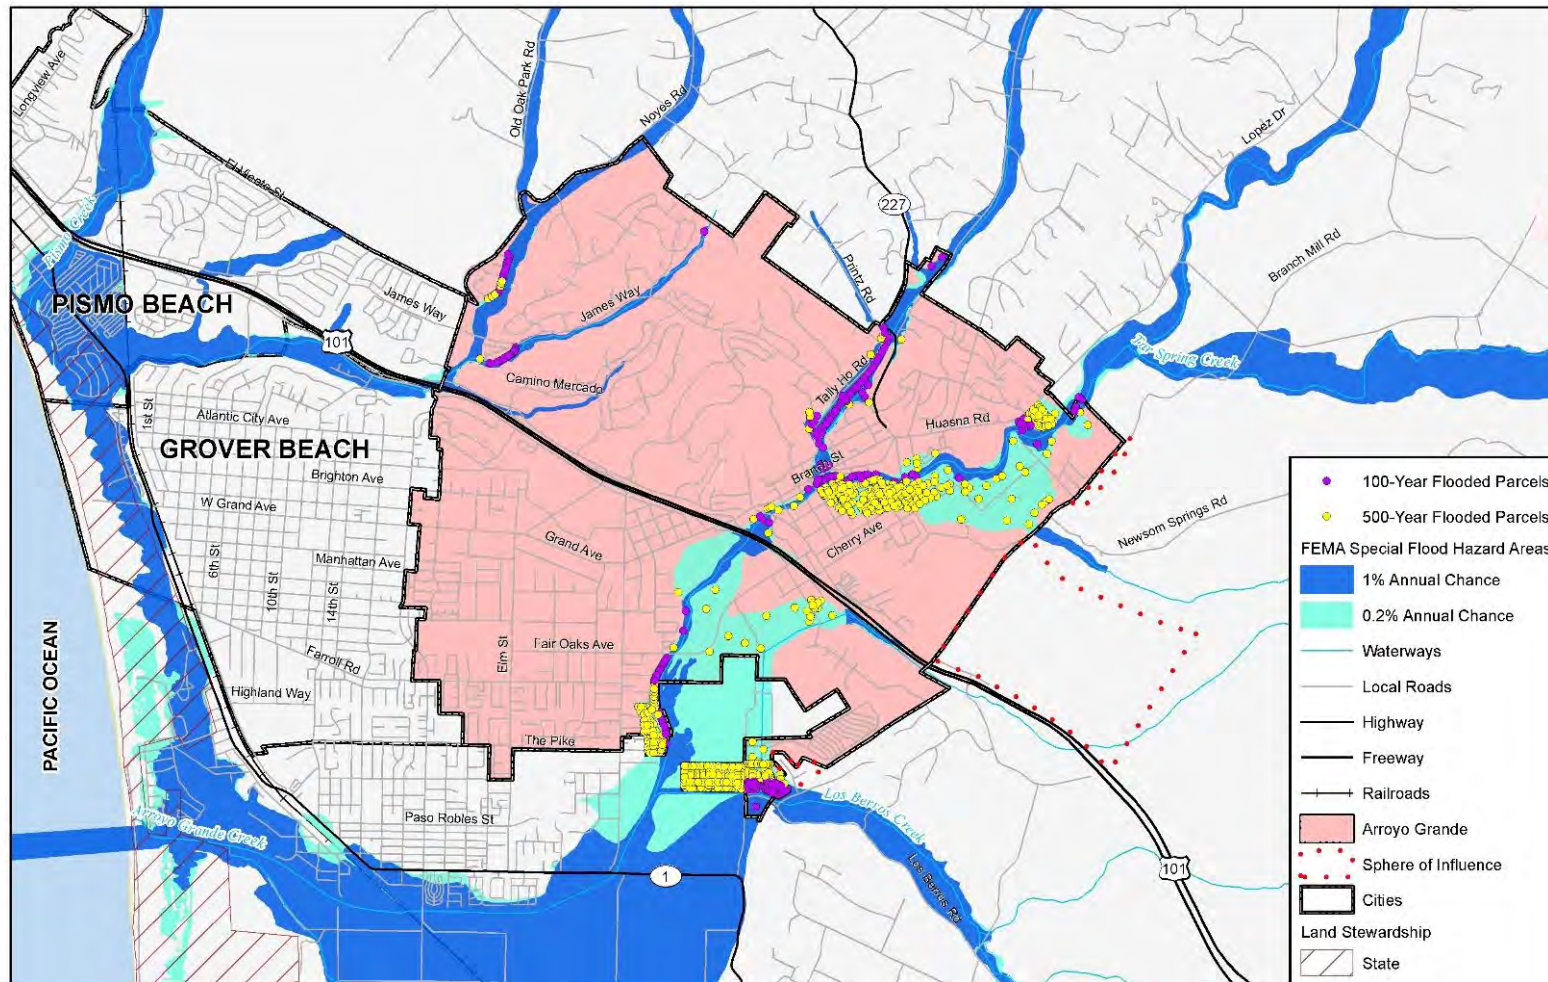 Longview Ave
Old Oak Park Rd
Noyes Rd
Lopez Dr
El Viento St
227
Pismo Creek
Branch Mill Rd
Printz Rd
PISMO BEACH
James Way
James Way
101
Tar Spring Creek
Camino Mercado
Tally Ho Rd
1st St
Atlantic City Ave
Huasna Rd
GROVER BEACH
Brighton Ave
Branch St
W Grand Ave
Newsom Springs Rd
Grand Ave
Cherry Ave
6th St
Manhattan Ave
10th St
14th St
PACIFIC OCEAN
Elm St
Fair Oaks Ave
Farroll Rd
Highland Way
The Pike
Arroyo Grande Creek
Paso Robles St
Los Berros Creek
Los Berros Rd
1
101
100-Year Flooded Parcels
500-Year Flooded Parcels
FEMA Special Flood Hazard Areas
1% Annual Chance
0.2% Annual Chance
Waterways
Local Roads
Highway
Freeway
Railroads
Arroyo Grande
Sphere of Influence
Cities
Land Stewardship
State